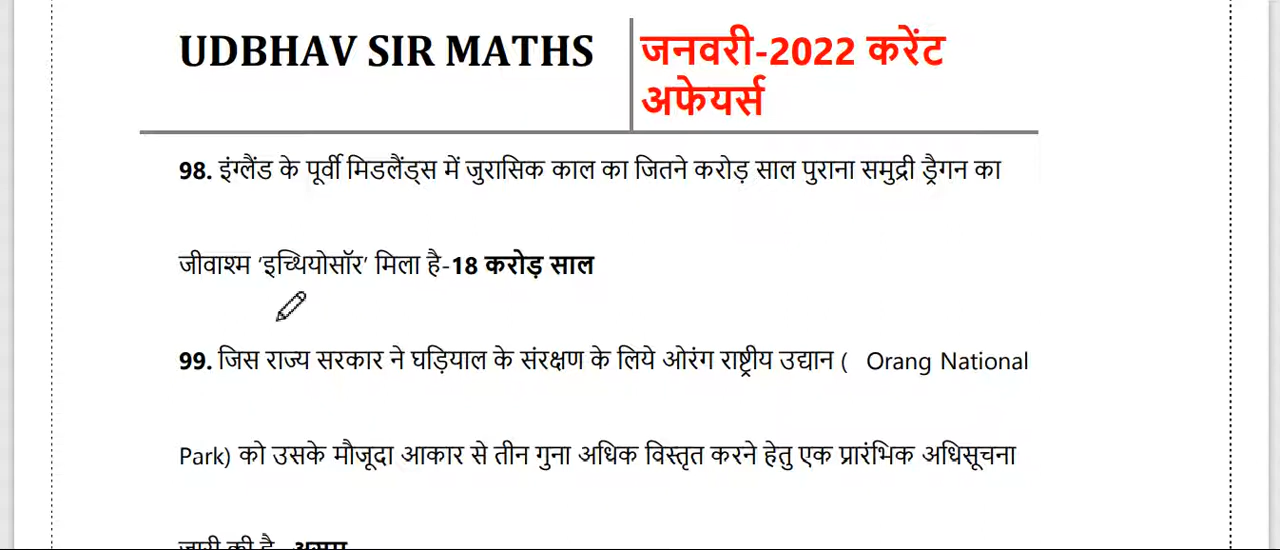 UDBHAV SIR MATHS
जनवरी-2022 करेंट
अफेयर्स
98. इंग्लैंड के पूर्वी मिडलैंड्स में जुरासिक काल का जितने करोड़ साल पुराना समुद्री ड्रैगन का
जीवाश्म ‘इच्थियोसॉर’ मिला है-18 करोड़ साल
99. जिस राज्य सरकार ने घड़ियाल के संरक्षण के लिये ओरंग राष्ट्रीय उद्यान ( Orang National
Park) को उसके मौजूदा आकार से तीन गुना अधिक विस्तृत करने हेतु एक प्रारंभिक अधिसूचना
जारी की है- असम